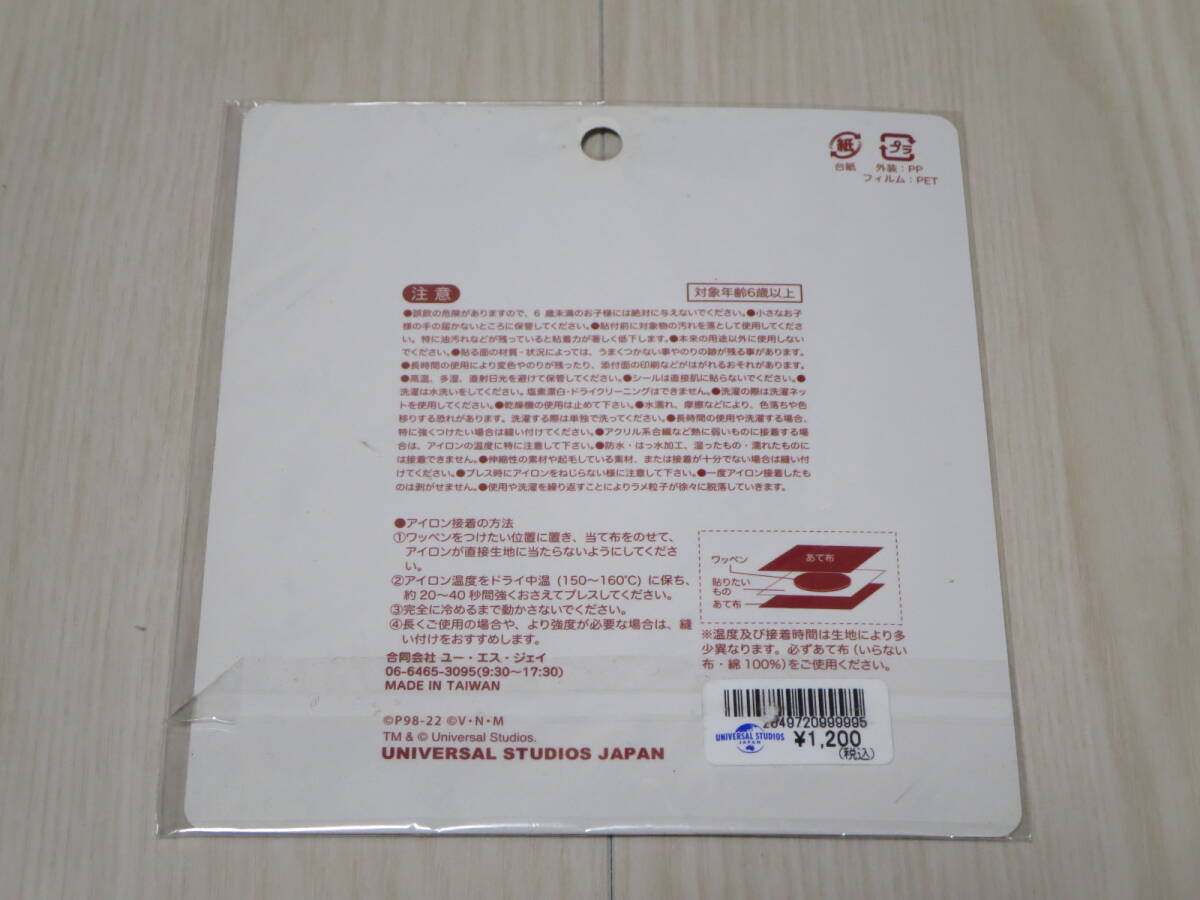 紙
プラ
台紙
外装：PP
フィルム：PET
注意
対象年齢6歳以上
●誤飲の危険がありますので、6 歳未満のお子様には絶対に与えないでください。●小さなお子
様の手の届かないところに保管してください。●貼付前に対象物の汚れを落として使用してくださ
い。特に油汚れなどが残っていると粘着力が著しく低下します。●本来の用途以外に使用しない
でください。●貼る面の材質・状況によっては、うまくつかない事やのりの跡が残る事があります。
●長時間の使用により変色やのりが残ったり、添付面の印刷などがはがれるおそれがあります。
●高温、多湿、直射日光を避けて保管してください。●シールは直接肌に貼らないでください。●
洗濯は水洗いをしてください。塩素漂白・ドライクリーニングはできません。●洗濯の際は洗濯ネッ
トを使用してください。●乾燥機の使用は止めて下さい。●水濡れ、摩擦などにより、色落ちや色
移りする恐れがあります。洗濯する際は単独で洗ってください。●長時間の使用や洗濯する場合、
特に強くつけたい場合は縫い付けてください。●アクリル系合繊など熱に弱いものに接着する場
合は、アイロンの温度に特に注意して下さい。●防水・はっ水加工、湿ったもの・濡れたものに
は接着できません。●伸縮性の素材や起毛している素材、または接着が十分でない場合は縫い付
けてください。●プレス時にアイロンをねじらない様に注意して下さい。●一度アイロン接着したも
のは剥がせません。●使用や洗濯を繰り返すことによりラメ粒子が徐々に脱落していきます。
●アイロン接着の方法
①ワッペンをつけたい位置に置き、当て布をのせて、
アイロンが直接生地に当たらないようにしてくださ
い。
②アイロン温度をドライ中温（150〜160℃）に保ち、
約 20〜40 秒間強くおさえてプレスしてください。
③完全に冷めるまで動かさないでください。
④長くご使用の場合や、より強度が必要な場合は、縫
い付けをおすすめします。
あて布
ワッペン
貼りたい
もの
あて布
※温度及び接着時間は生地により多
少異なります。必ずあて布（いらない
布・綿100%）をご使用ください。
合同会社 ユー・エス・ジェイ
06-6465-3095(9:30〜17:30)
MADE IN TAIWAN
©P98-22 ©V・N・M
TM & © Universal Studios.
UNIVERSAL STUDIOS JAPAN
2649720999995
UNIVERSAL STUDIOS
JAPAN
¥1,200
(税込)